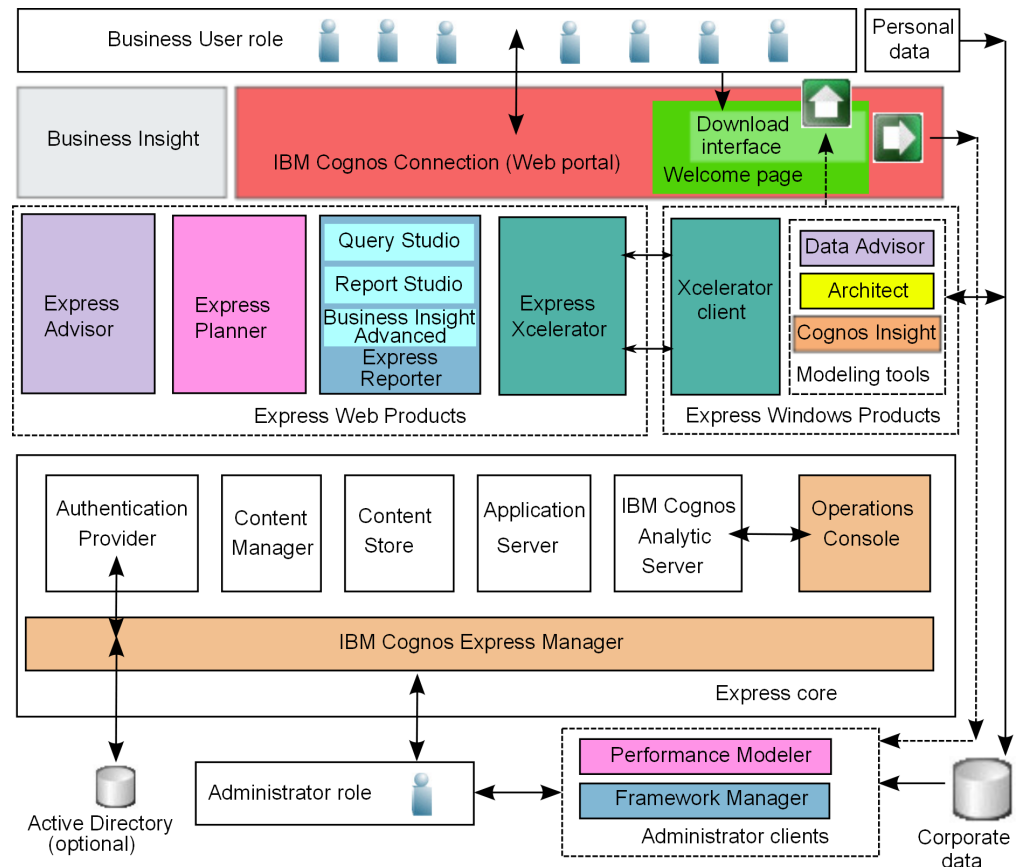 Business User role
Personal
data
Business Insight
IBM Cognos Connection (Web portal)
Download
interface
Welcome page
Express
Advisor
Express
Planner
Query Studio
Report Studio
Business Insight
Advanced
Express
Reporter
Express
Xcelerator
Express Web Products
Xcelerator
client
Data Advisor
Architect
Cognos Insight
Modeling tools
Express Windows Products
Authentication
Provider
Content
Manager
Content
Store
Application
Server
IBM Cognos
Analytic
Server
Operations
Console
IBM Cognos Express Manager
Express core
Active Directory
(optional)
Administrator role
Performance Modeler
Framework Manager
Administrator clients
Corporate
data